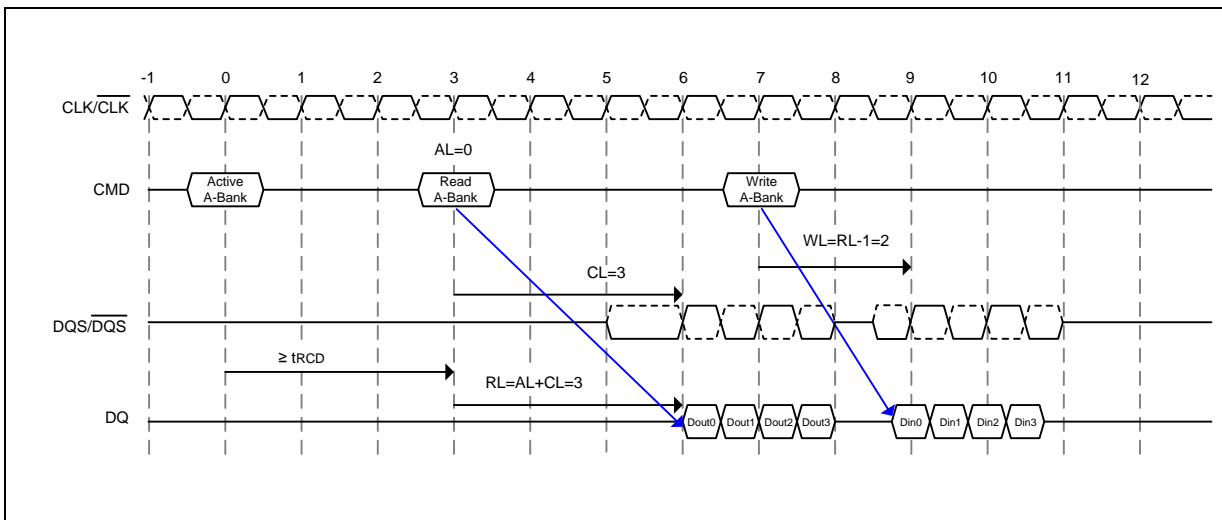 -1 0 1 2 3 4 5 6 7 8 9 10 11 12
CLK/C̅L̅K̅
AL=0
CMD
Active
A-Bank
Read
A-Bank
Write
A-Bank
WL=RL-1=2
CL=3
DQS/D̅Q̅S̅
≥ tRCD
RL=AL+CL=3
DQ
Dout0 Dout1 Dout2 Dout3 Din0 Din1 Din2 Din3